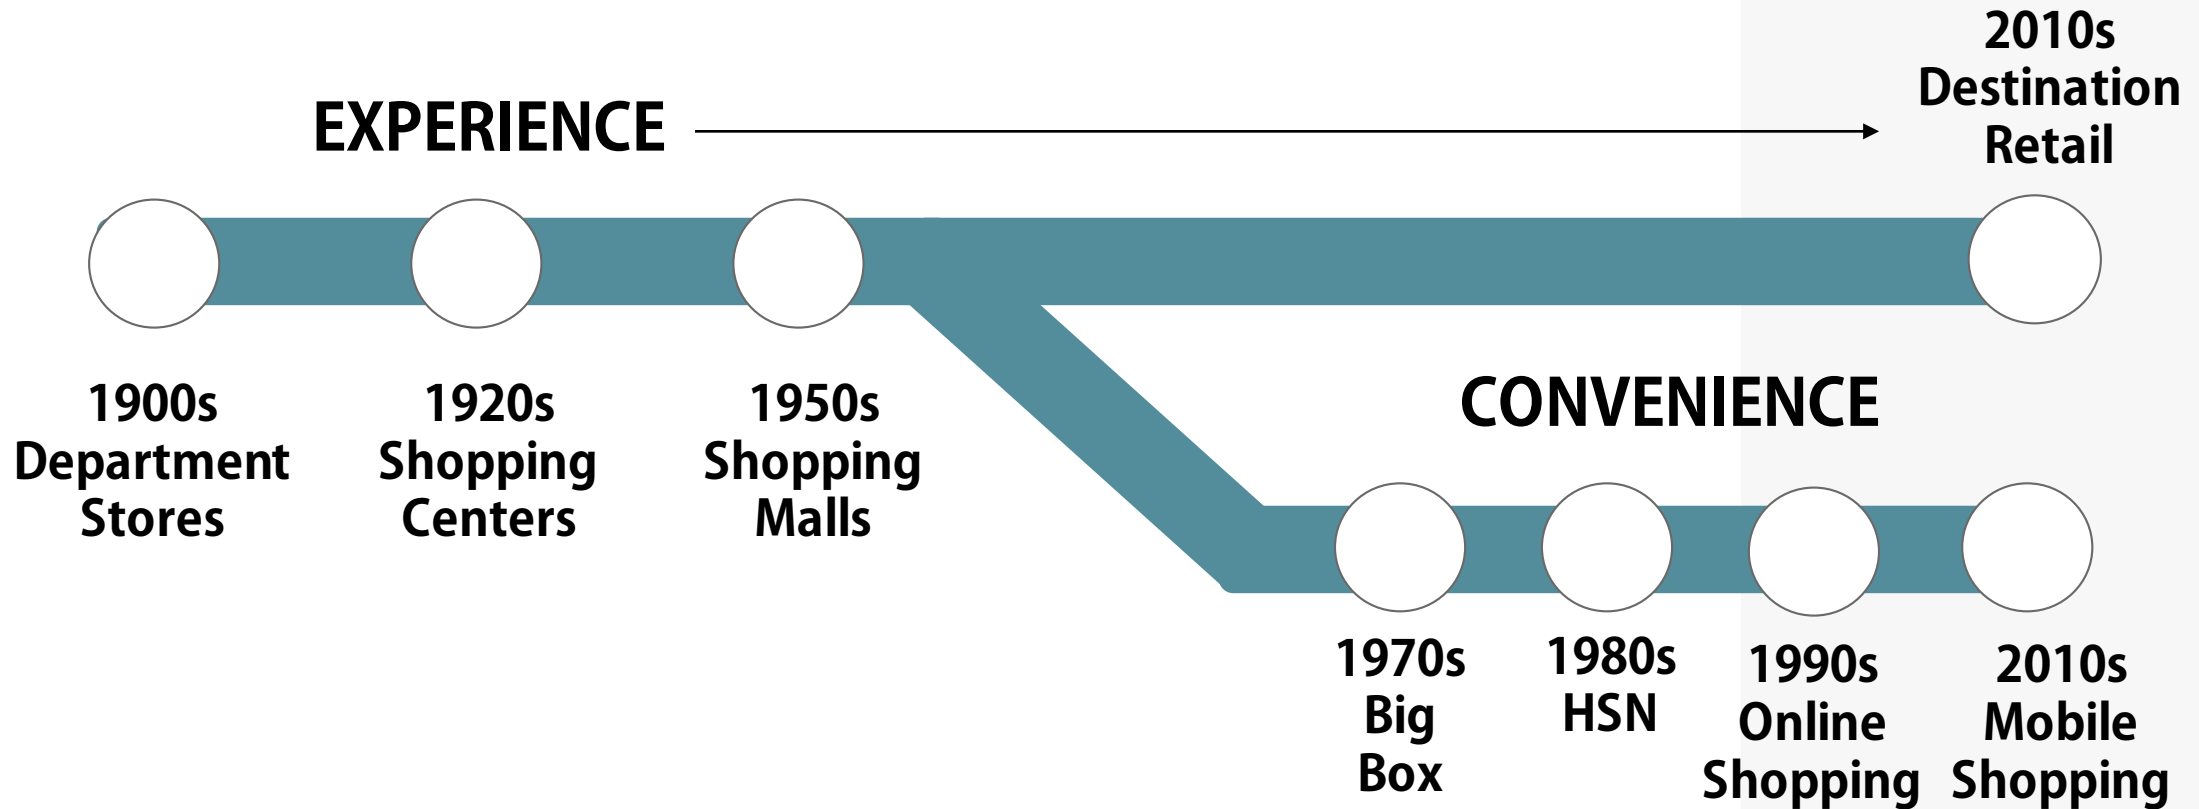 EXPERIENCE
2010s
Destination
Retail
1900s
Department
Stores
1920s
Shopping
Centers
1950s
Shopping
Malls
CONVENIENCE
1970s
Big
Box
1980s
HSN
1990s
Online
Shopping
2010s
Mobile
Shopping